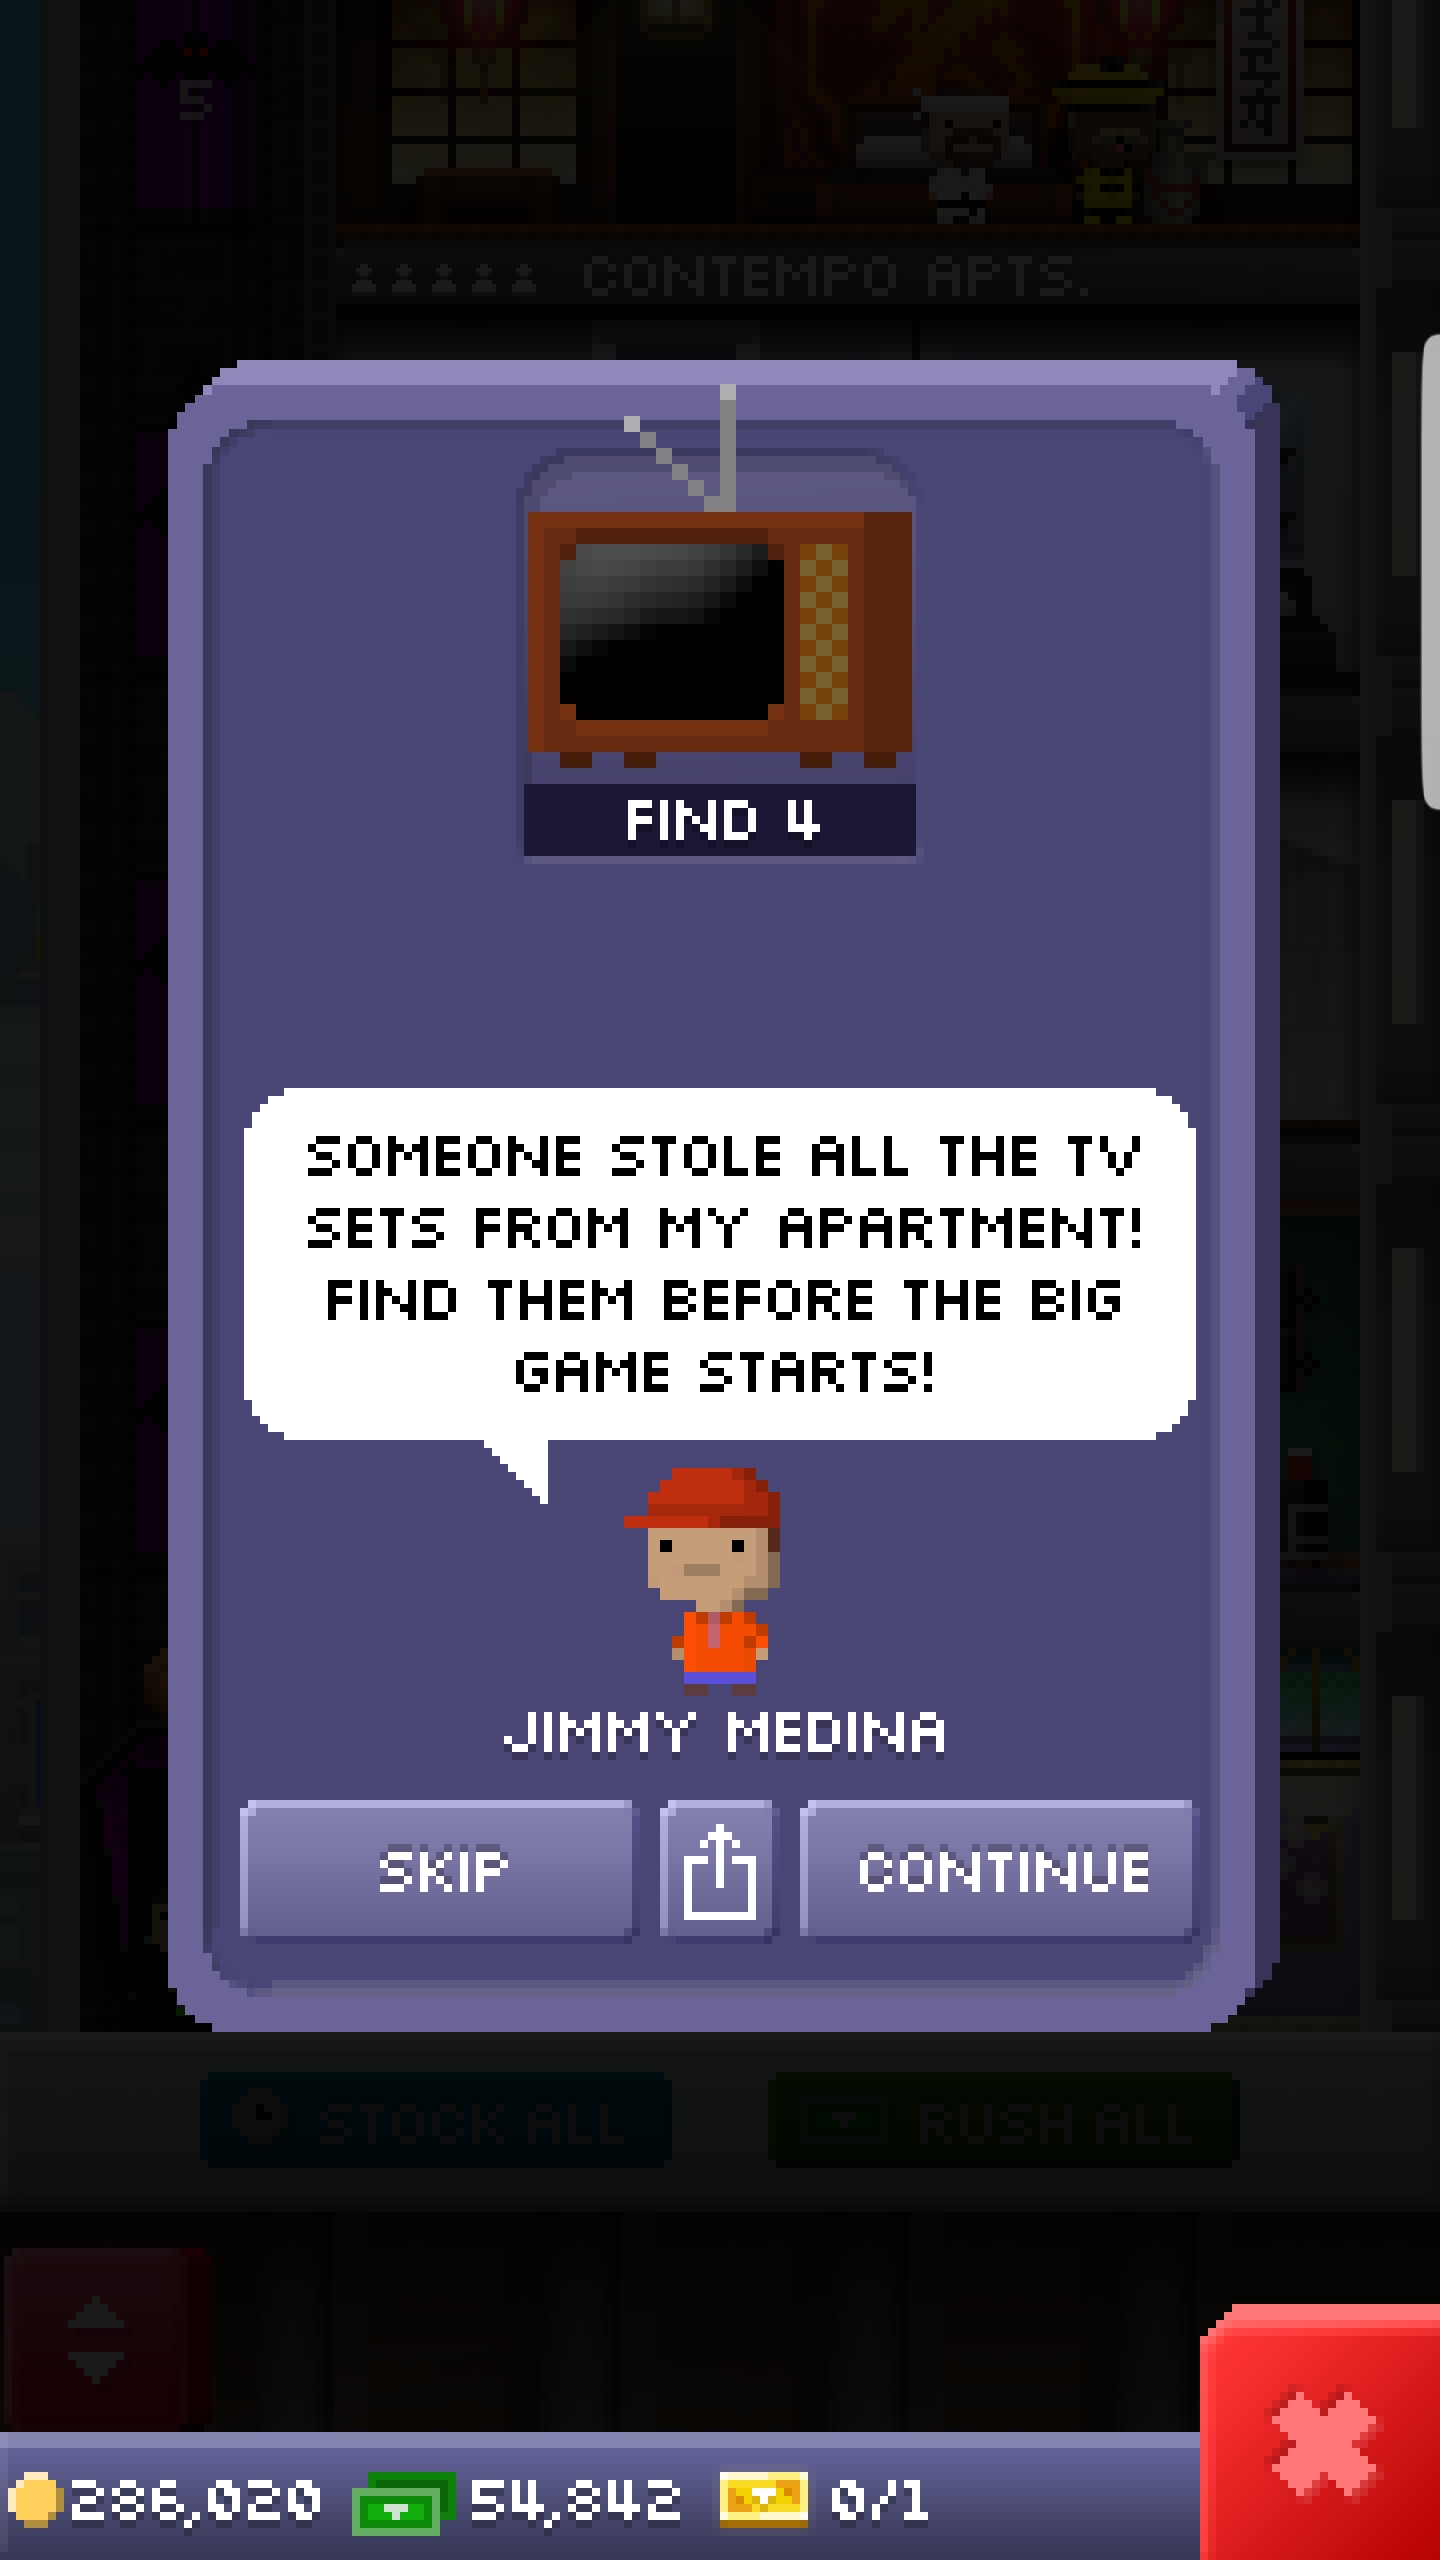 5
CONTEMPO APTS.
FIND 4
SOMEONE STOLE ALL THE TV
SETS FROM MY APARTMENT!
FIND THEM BEFORE THE BIG
GAME STARTS!
JIMMY MEDINA
SKIP
CONTINUE
STOCK ALL
RUSH ALL
286,020
54,842
0/1